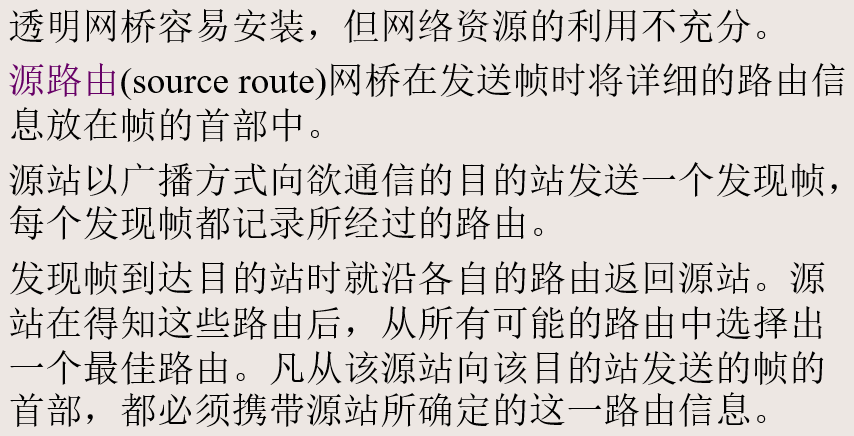 透明网桥容易安装，但网络资源的利用不充分。
源路由(source route)网桥在发送帧时将详细的路由信
息放在帧的首部中。
源站以广播方式向欲通信的目的站发送一个发现帧，
每个发现帧都记录所经过的路由。
发现帧到达目的站时就沿各自的路由返回源站。源
站在得知这些路由后，从所有可能的路由中选择出
一个最佳路由。凡从该源站向该目的站发送的帧的
首部，都必须携带源站所确定的这一路由信息。